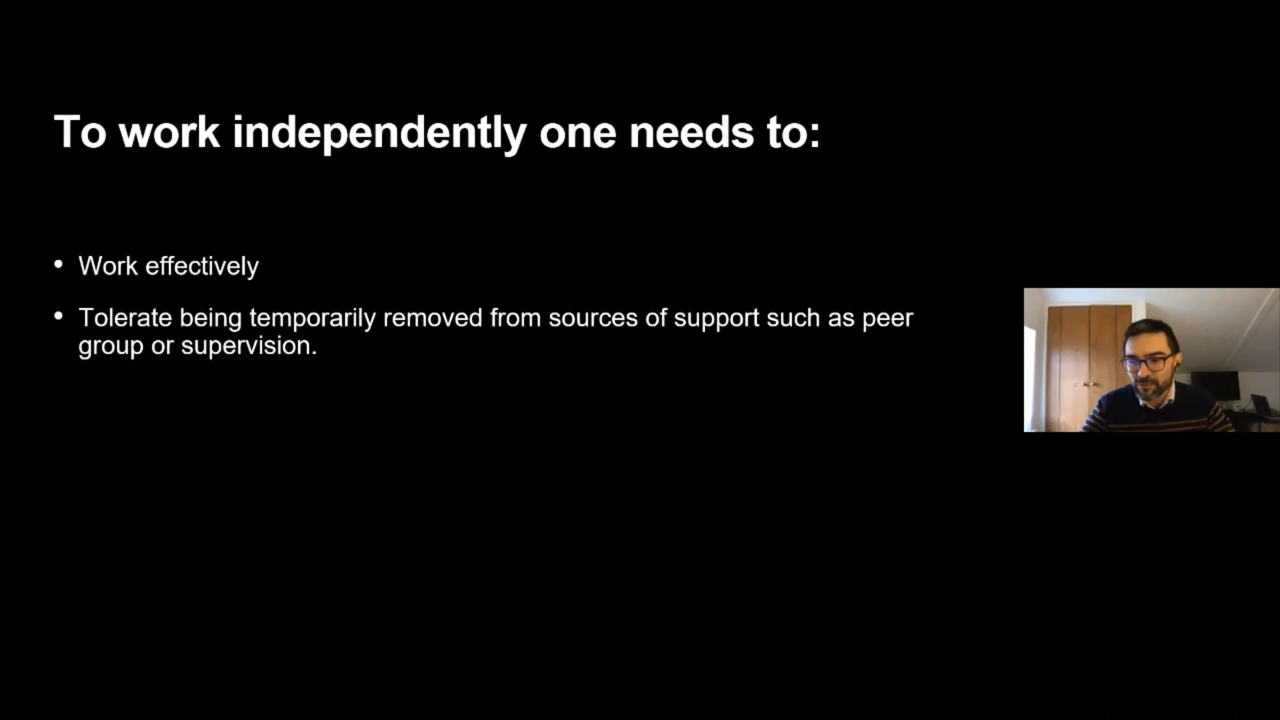 To work independently one needs to:
• Work effectively
• Tolerate being temporarily removed from sources of support such as peer
group or supervision.